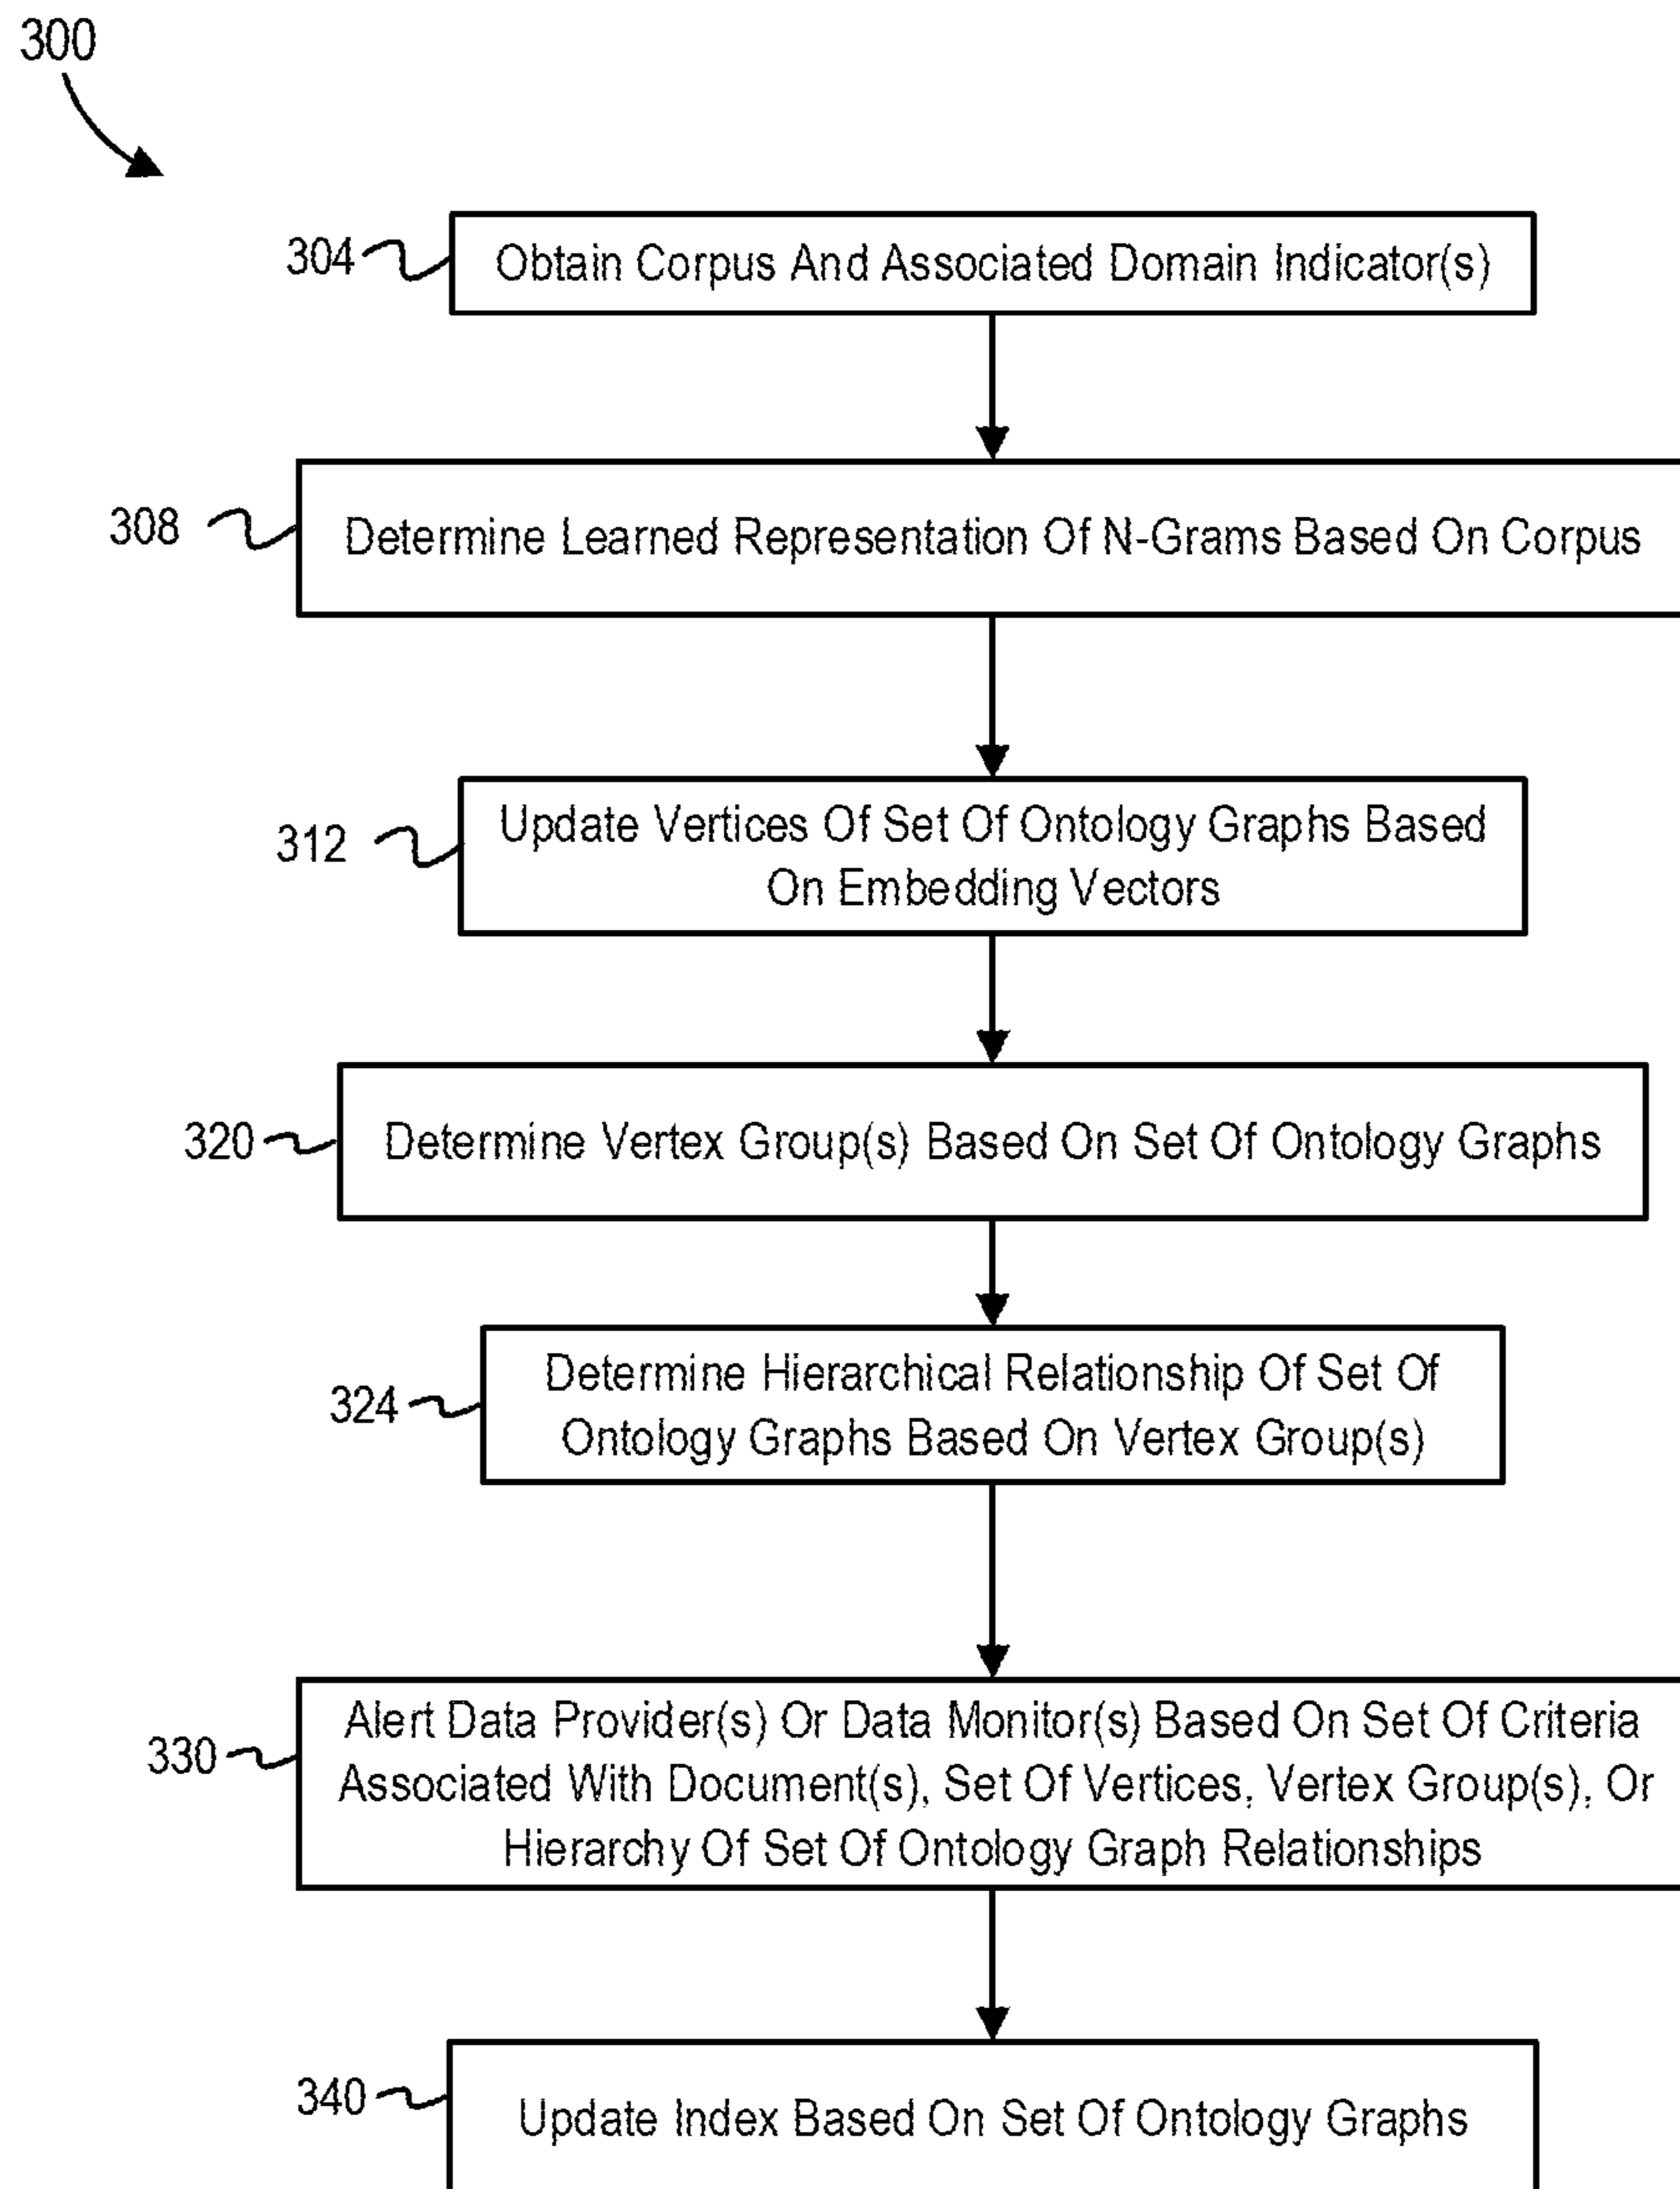 300
304
Obtain Corpus And Associated Domain Indicator(s)
308
Determine Learned Representation Of N-Grams Based On Corpus
312
Update Vertices Of Set Of Ontology Graphs Based
On Embedding Vectors
320
Determine Vertex Group(s) Based On Set Of Ontology Graphs
324
Determine Hierarchical Relationship Of Set Of
Ontology Graphs Based On Vertex Group(s)
330
Alert Data Provider(s) Or Data Monitor(s) Based On Set Of Criteria
Associated With Document(s), Set Of Vertices, Vertex Group(s), Or
Hierarchy Of Set Of Ontology Graph Relationships
340
Update Index Based On Set Of Ontology Graphs